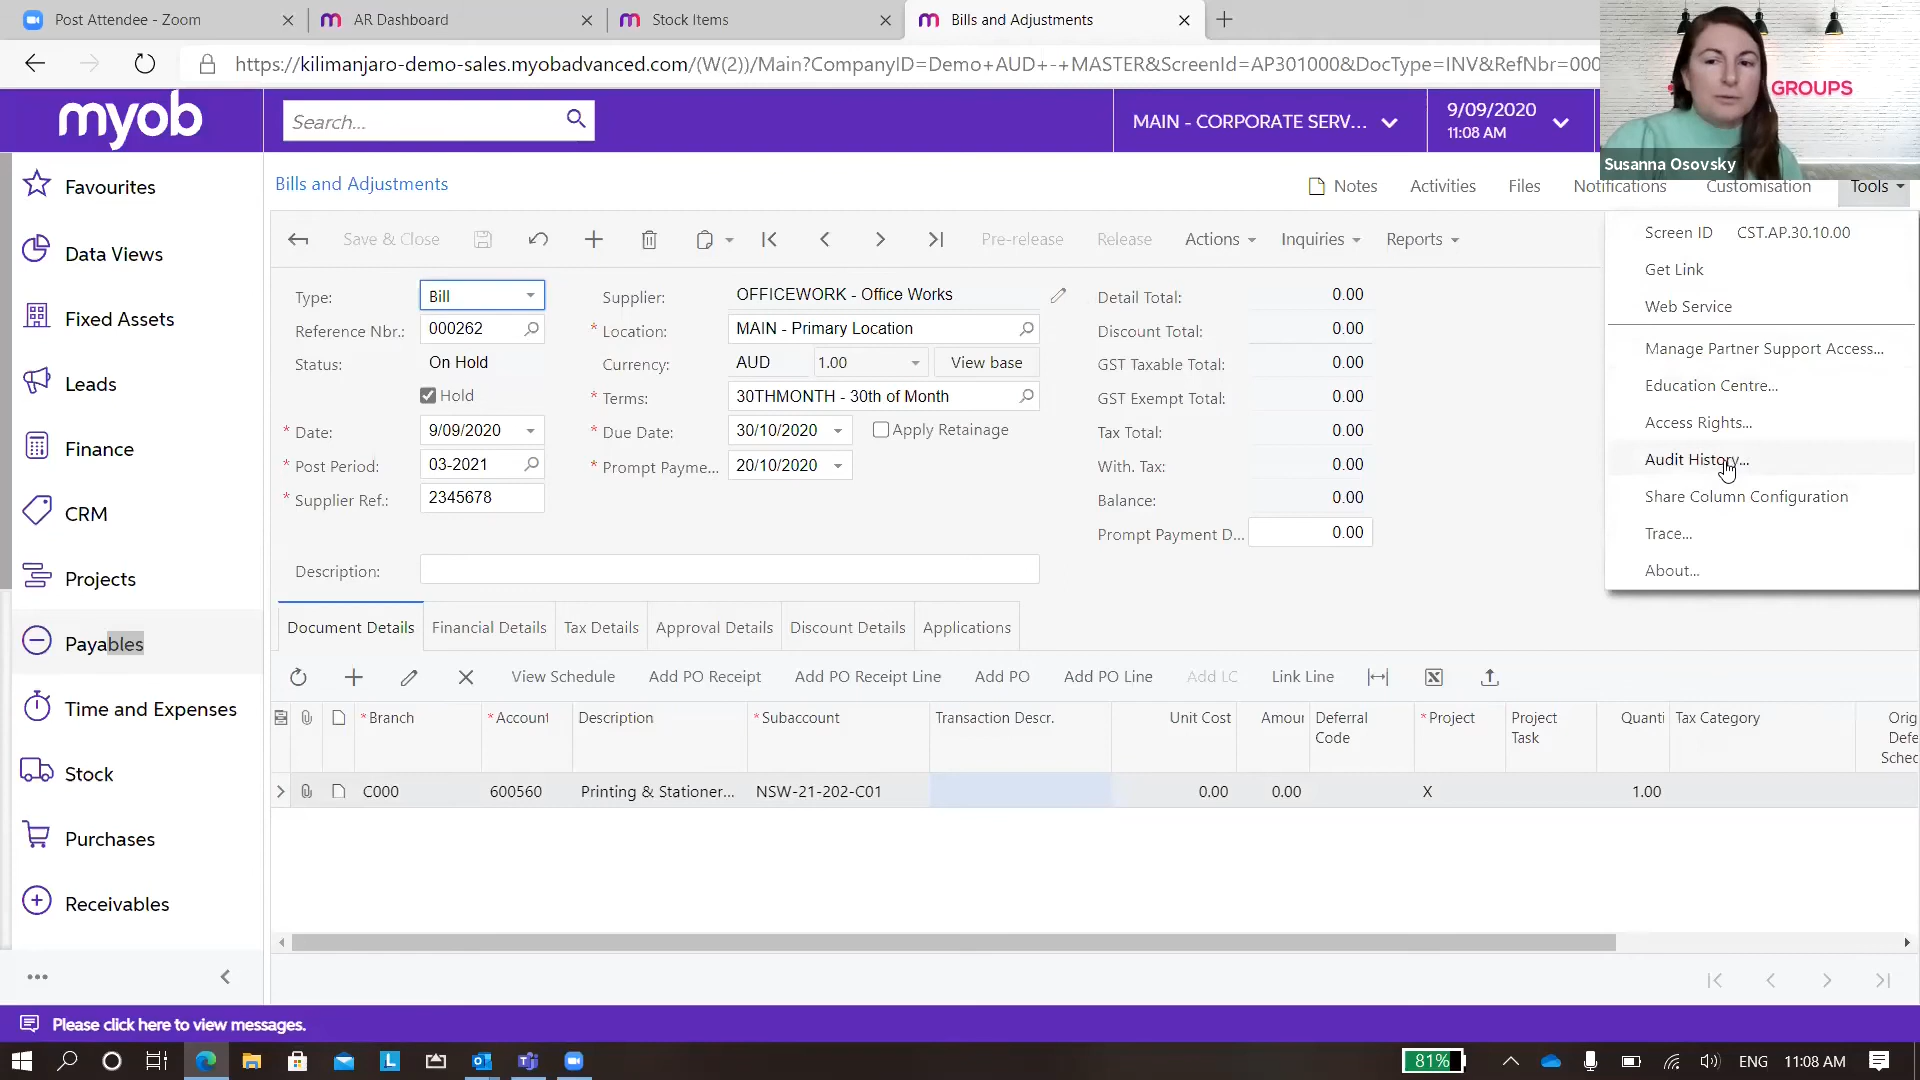 Post Attendee - Zoom
AR Dashboard
Stock Items
Bills and Adjustments
https://kilimanjaro-demo-sales.myobadvanced.com/(W(2))/Main?CompanyID=Demo+AUD+-+MASTER&ScreenId=AP301000&DocType=INV&RefNbr=000
GROUPS
Susanna Osovsky
myob
Search...
MAIN - CORPORATE SERV...
9/09/2020
11:08 AM
Favourites
Data Views
Fixed Assets
Leads
Finance
CRM
Projects
Payables
Time and Expenses
Stock
Purchases
Receivables
Bills and Adjustments
Notes
Activities
Files
Notifications
Customisation
Tools
Save & Close
Pre-release
Release
Actions
Inquiries
Reports
Screen ID CST.AP.30.10.00
Get Link
Web Service
Manage Partner Support Access...
Education Centre...
Access Rights...
Audit History...
Share Column Configuration
Trace...
About...
Type: Bill
Reference Nbr.: 000262
Status: On Hold
Hold
* Date: 9/09/2020
* Post Period: 03-2021
* Supplier Ref.: 2345678
Description:
Supplier: OFFICEWORK - Office Works
* Location: MAIN - Primary Location
Currency: AUD 1.00 View base
* Terms: 30THMONTH - 30th of Month
* Due Date: 30/10/2020 Apply Retainage
* Prompt Payme... 20/10/2020
Detail Total: 0.00
Discount Total: 0.00
GST Taxable Total: 0.00
GST Exempt Total: 0.00
Tax Total: 0.00
With. Tax: 0.00
Balance: 0.00
Prompt Payment D... 0.00
Document Details
Financial Details
Tax Details
Approval Details
Discount Details
Applications
View Schedule
Add PO Receipt
Add PO Receipt Line
Add PO
Add PO Line
Add LC
Link Line
* Branch
* Account
Description
* Subaccount
Transaction Descr.
Unit Cost
Amour
Deferral
Code
* Project
Project
Task
Quanti
Tax Category
Orig
Defe
Sched
C000 600560 Printing & Stationer... NSW-21-202-C01 0.00 0.00 X 1.00
Please click here to view messages.
81%
ENG
11:08 AM